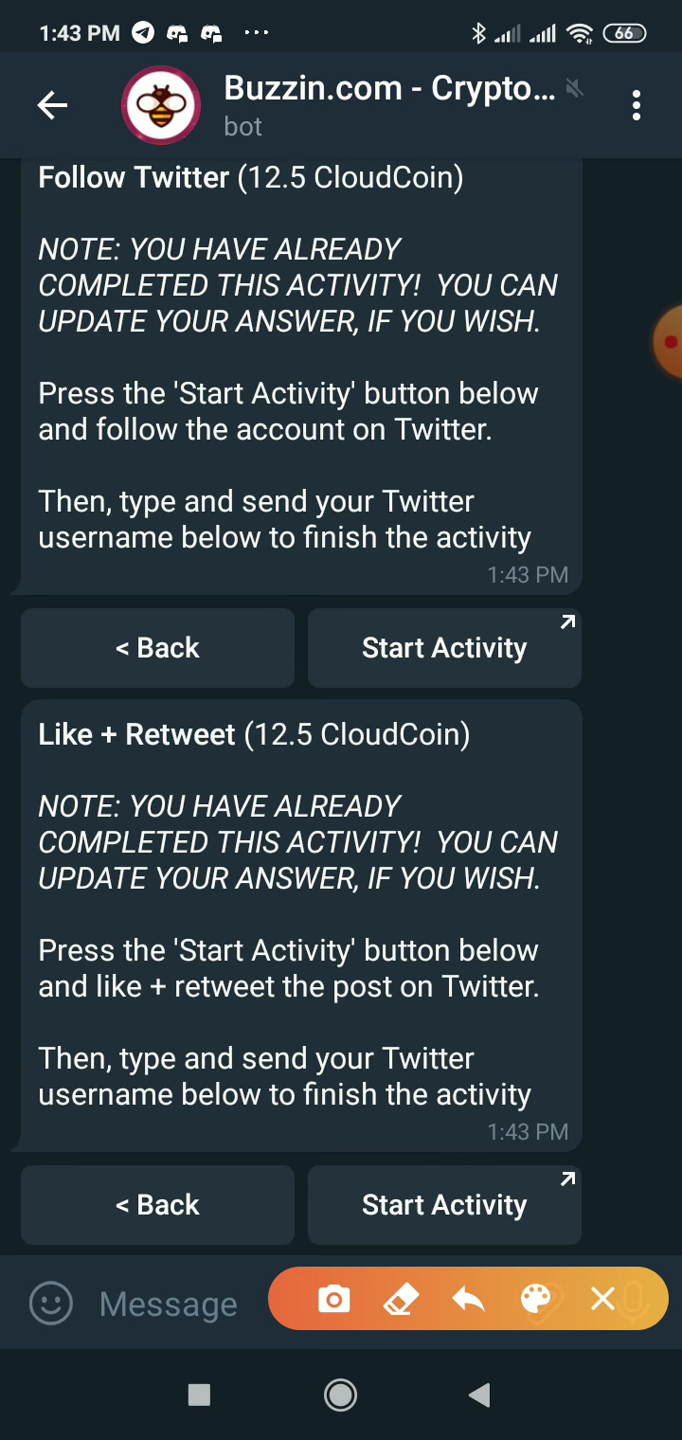 1:43 PM ... 66
Buzzin.com - Crypto...
bot
Follow Twitter (12.5 CloudCoin)
NOTE: YOU HAVE ALREADY
COMPLETED THIS ACTIVITY!  YOU CAN
UPDATE YOUR ANSWER, IF YOU WISH.
Press the 'Start Activity' button below
and follow the account on Twitter.
Then, type and send your Twitter
username below to finish the activity
1:43 PM
< Back
Start Activity
Like + Retweet (12.5 CloudCoin)
NOTE: YOU HAVE ALREADY
COMPLETED THIS ACTIVITY!  YOU CAN
UPDATE YOUR ANSWER, IF YOU WISH.
Press the 'Start Activity' button below
and like + retweet the post on Twitter.
Then, type and send your Twitter
username below to finish the activity
1:43 PM
< Back
Start Activity
Message